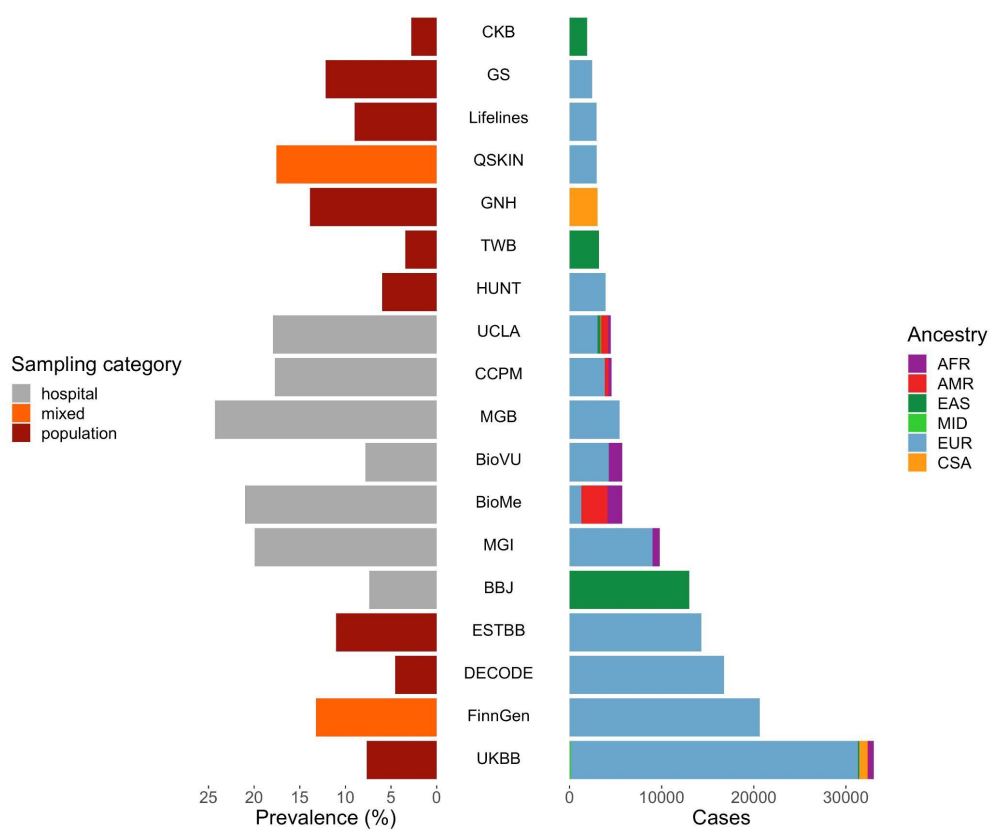 CKB
GS
Lifelines
QSKIN
GNH
TWB
HUNT
UCLA
CCPM
MGB
BioVU
BioMe
MGI
BBJ
ESTBB
DECODE
FinnGen
UKBB
Sampling category
hospital
mixed
population
Ancestry
AFR
AMR
EAS
MID
EUR
CSA
25 20 15 10 5 0
Prevalence (%)
0 10000 20000 30000
Cases